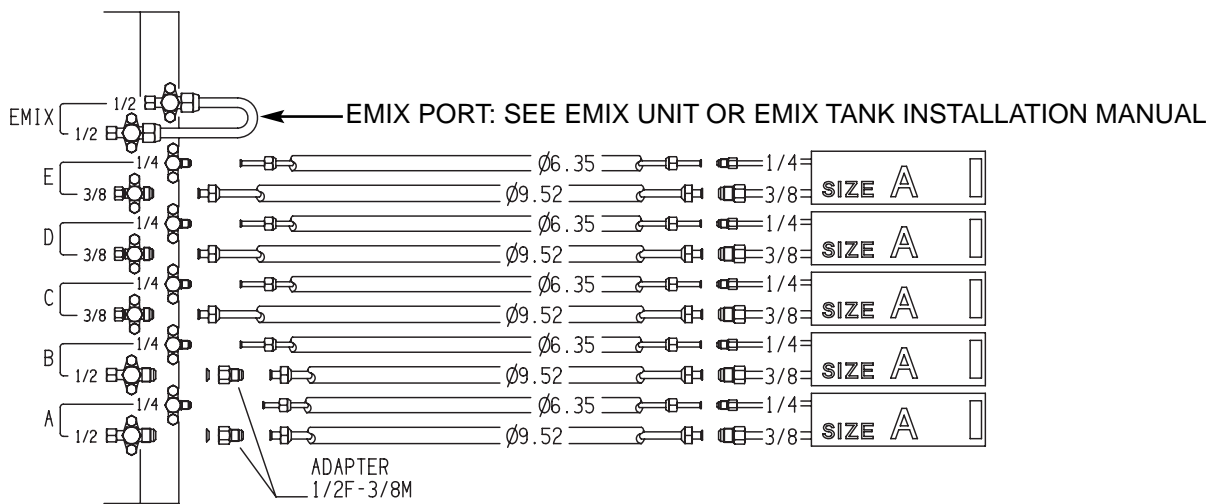 EMIX
1/2
1/2
EMIX PORT: SEE EMIX UNIT OR EMIX TANK INSTALLATION MANUAL
E
1/4
Ø6.35
1/4
3/8
Ø9.52
3/8
SIZE A
D
1/4
Ø6.35
1/4
3/8
Ø9.52
3/8
SIZE A
C
1/4
Ø6.35
1/4
3/8
Ø9.52
3/8
SIZE A
B
1/4
Ø6.35
1/4
1/2
Ø9.52
3/8
SIZE A
A
1/4
Ø6.35
1/4
1/2
Ø9.52
3/8
SIZE A
ADAPTER
1/2F-3/8M